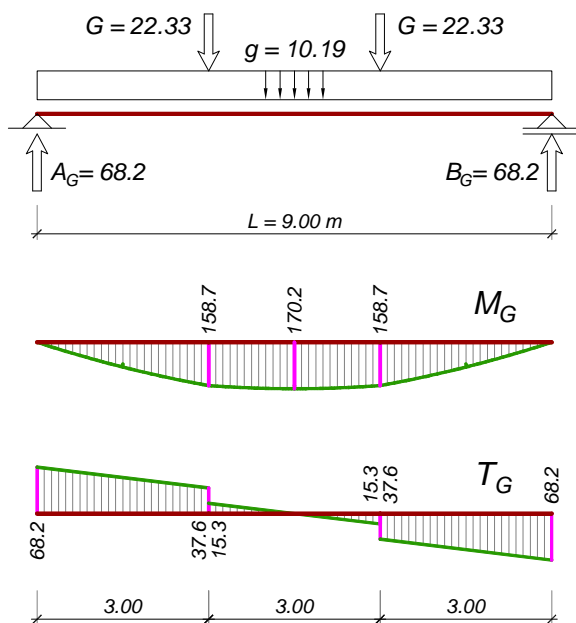 G = 22.33 G = 22.33
g = 10.19
A_G = 68.2 B_G = 68.2
L = 9.00 m
158.7 170.2 158.7 M_G
68.2 37.6 15.3 15.3 37.6 68.2 T_G
3.00 3.00 3.00